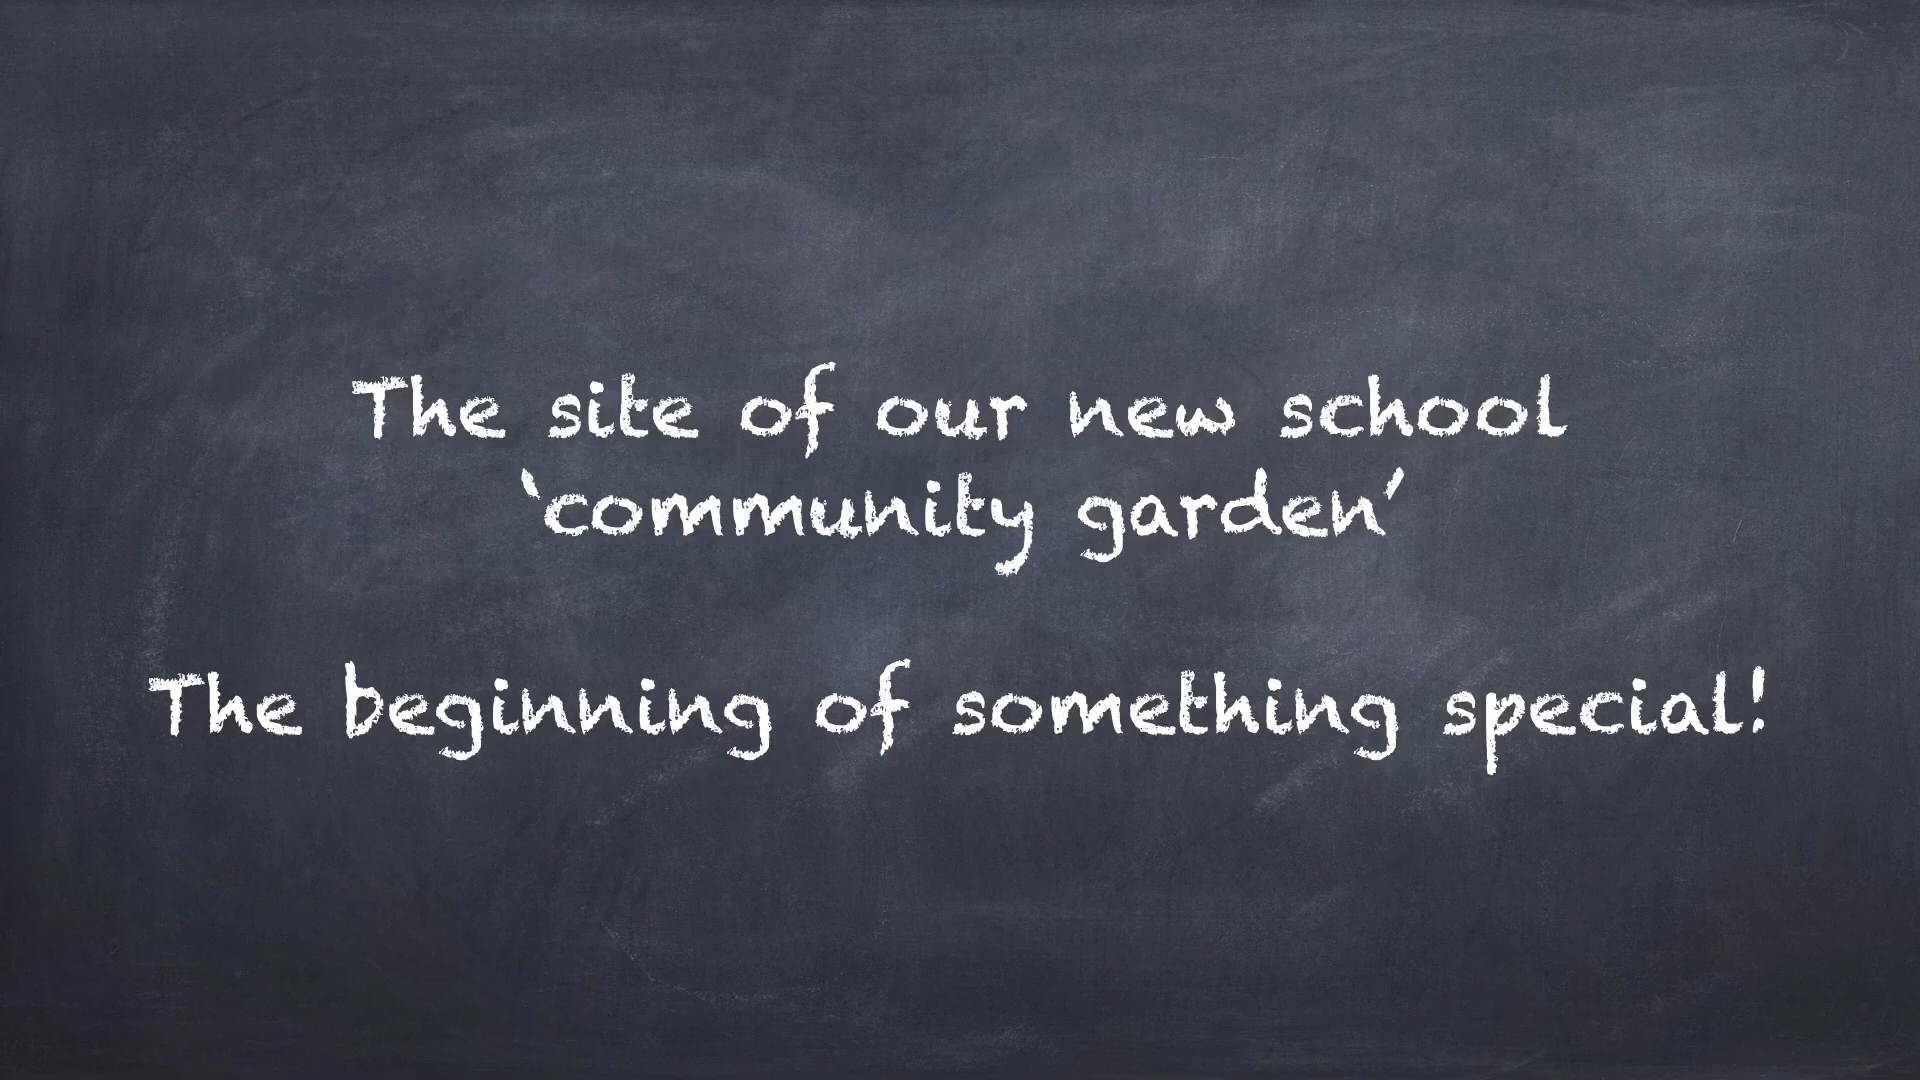 The site of our new school
‘community garden’
The beginning of something special!